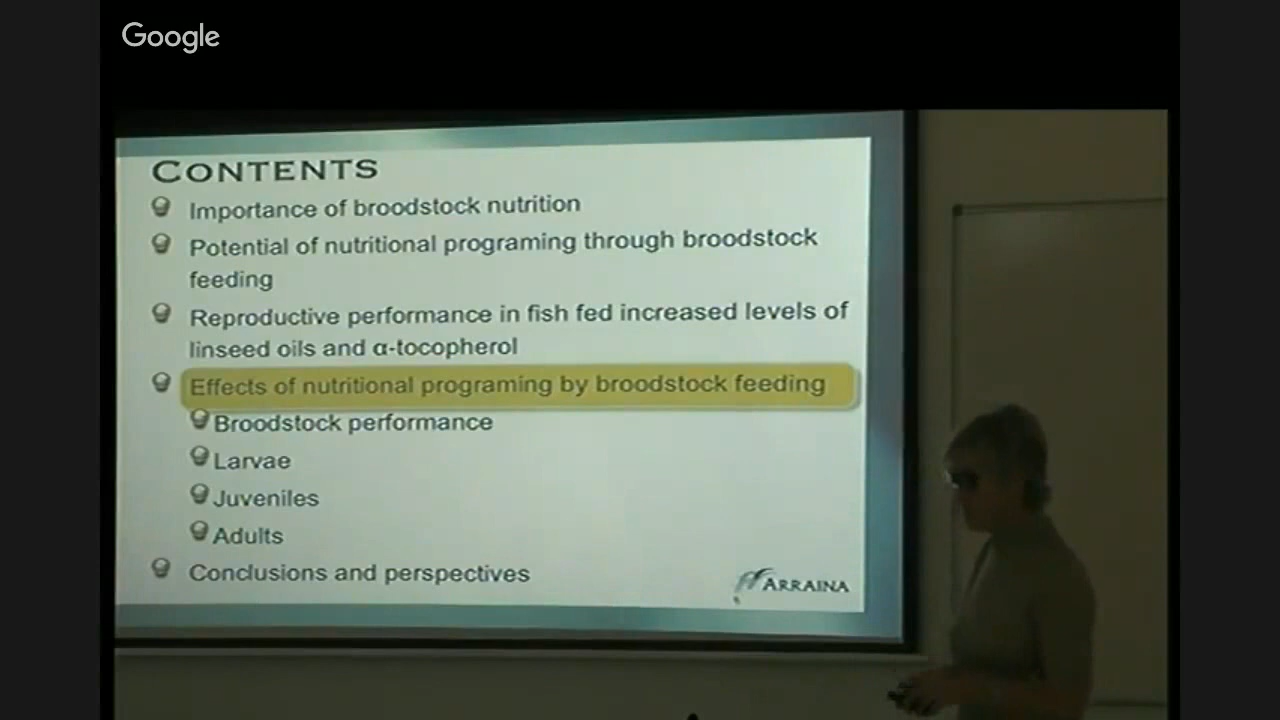 Google
CONTENTS
Importance of broodstock nutrition
Potential of nutritional programing through broodstock
feeding
Reproductive performance in fish fed increased levels of
linseed oils and α-tocopherol
Effects of nutritional programing by broodstock feeding
Broodstock performance
Larvae
Juveniles
Adults
Conclusions and perspectives
ARRAINA